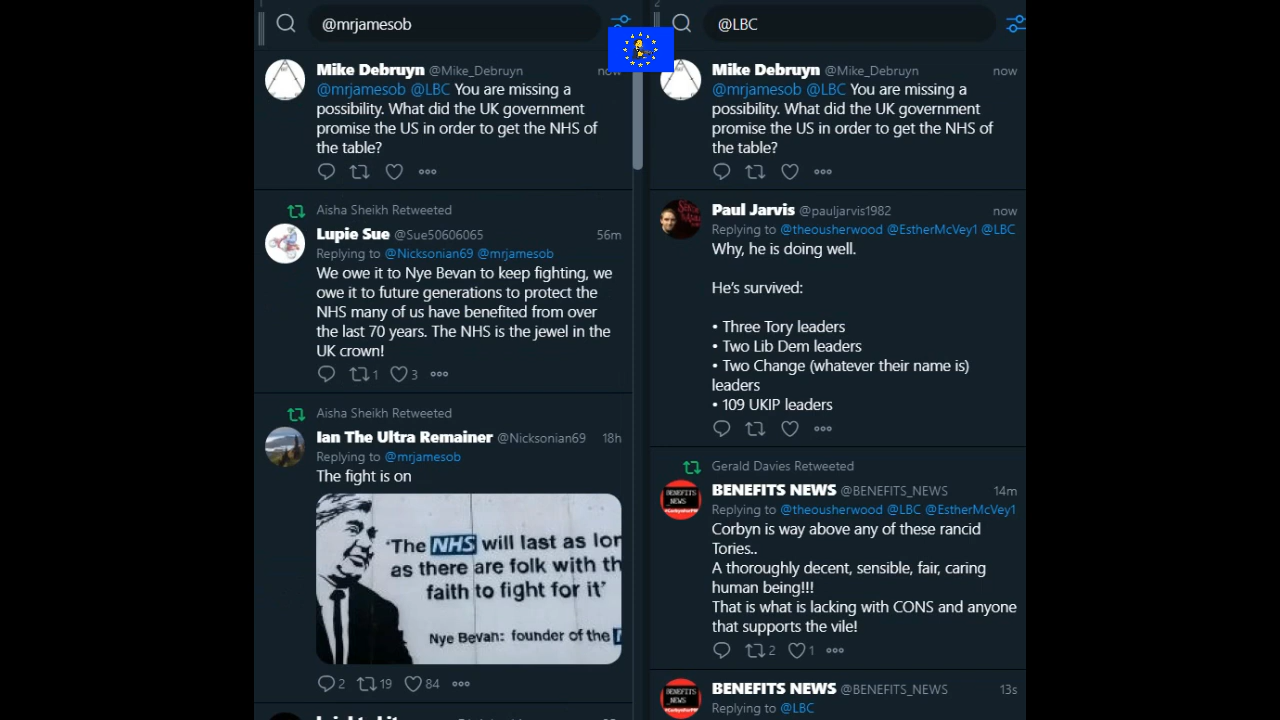 1
@mrjamesob
Mike Debruyn @Mike_Debruyn now
@mrjamesob @LBC You are missing a
possibility. What did the UK government
promise the US in order to get the NHS of
the table?
Aisha Sheikh Retweeted
Lupie Sue @Sue50606065 56m
Replying to @Nicksonian69 @mrjamesob
We owe it to Nye Bevan to keep fighting, we
owe it to future generations to protect the
NHS many of us have benefited from over
the last 70 years. The NHS is the jewel in the
UK crown!
1 3
Aisha Sheikh Retweeted
Ian The Ultra Remainer @Nicksonian69 18h
Replying to @mrjamesob
The fight is on
'The NHS will last as lon
as there are folk with th
faith to fight for it'
Nye Bevan: founder of the
2 19 84
2
@LBC
Mike Debruyn @Mike_Debruyn now
@mrjamesob @LBC You are missing a
possibility. What did the UK government
promise the US in order to get the NHS of
the table?
Paul Jarvis @pauljarvis1982 now
Replying to @theousherwood @EstherMcVey1 @LBC
Why, he is doing well.
He's survived:
• Three Tory leaders
• Two Lib Dem leaders
• Two Change (whatever their name is)
leaders
• 109 UKIP leaders
Gerald Davies Retweeted
BENEFITS NEWS @BENEFITS_NEWS 14m
Replying to @theousherwood @LBC @EstherMcVey1
Corbyn is way above any of these rancid
Tories..
A thoroughly decent, sensible, fair, caring
human being!!!
That is what is lacking with CONS and anyone
that supports the vile!
2 1
BENEFITS NEWS @BENEFITS_NEWS 13s
Replying to @LBC